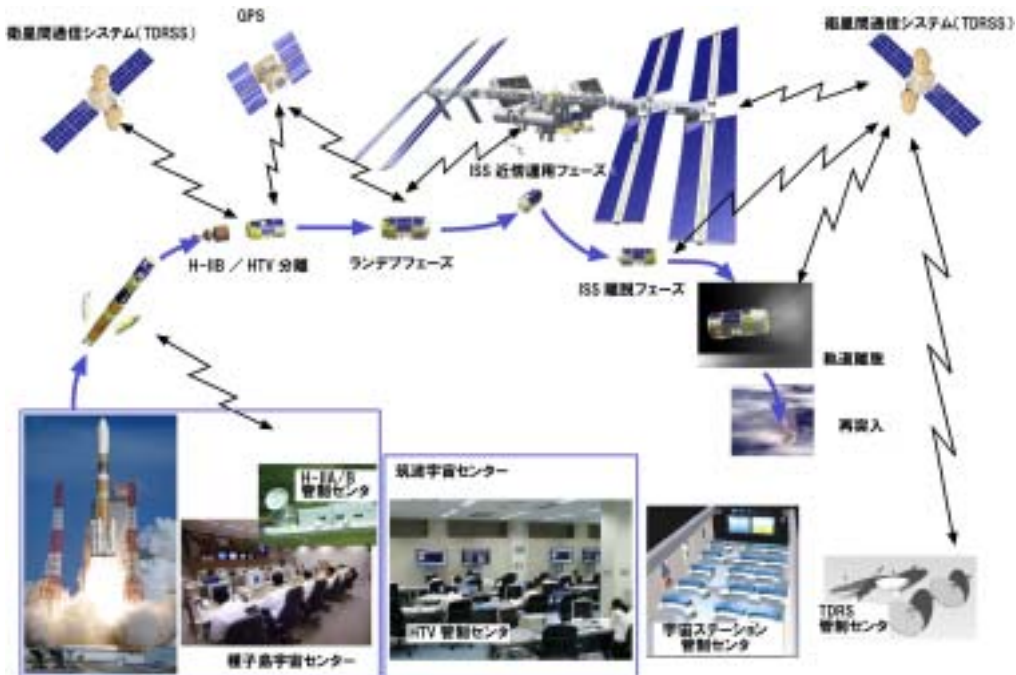 GPS
衛星間通信システム(TDRSS)
衛星間通信システム(TDRSS)
ISS 近傍運用フェーズ
H-IIB / HTV 分離
ランデブフェーズ
ISS 離脱フェーズ
軌道離脱
再突入
H-IIA/B
管制センタ
種子島宇宙センター
筑波宇宙センター
HTV 管制センタ
宇宙ステーション
管制センタ
TDRS
管制センタ